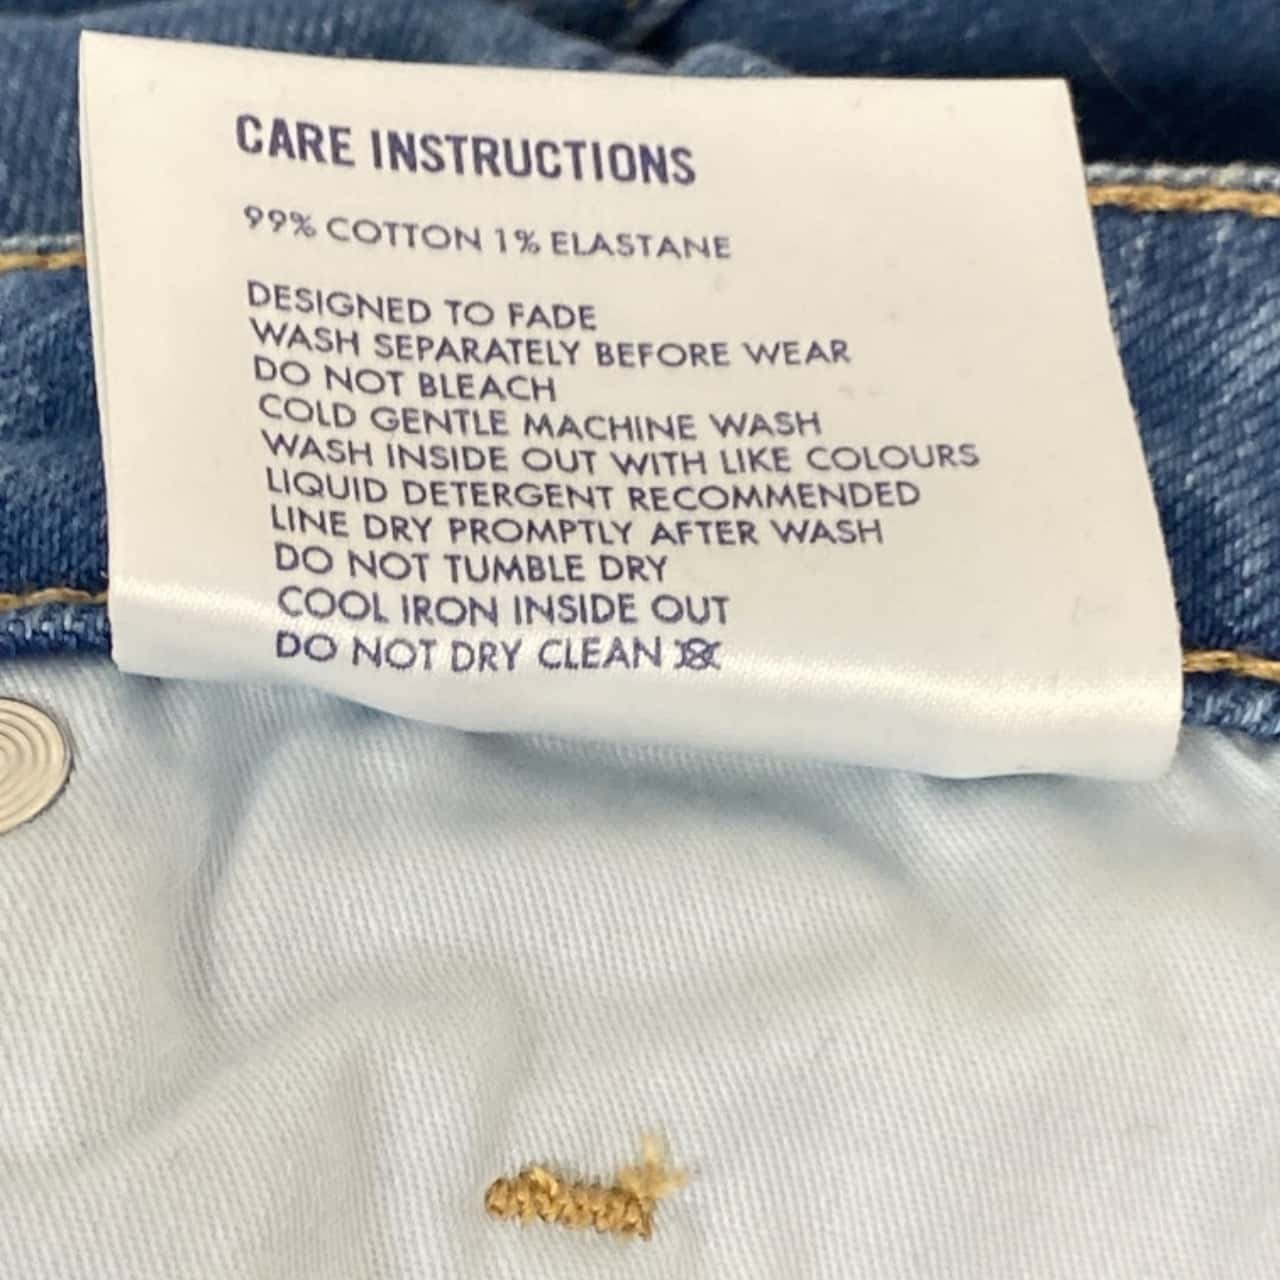 CARE INSTRUCTIONS
99% COTTON 1% ELASTANE
DESIGNED TO FADE
WASH SEPARATELY BEFORE WEAR
DO NOT BLEACH
COLD GENTLE MACHINE WASH
WASH INSIDE OUT WITH LIKE COLOURS
LIQUID DETERGENT RECOMMENDED
LINE DRY PROMPTLY AFTER WASH
DO NOT TUMBLE DRY
COOL IRON INSIDE OUT
DO NOT DRY CLEAN